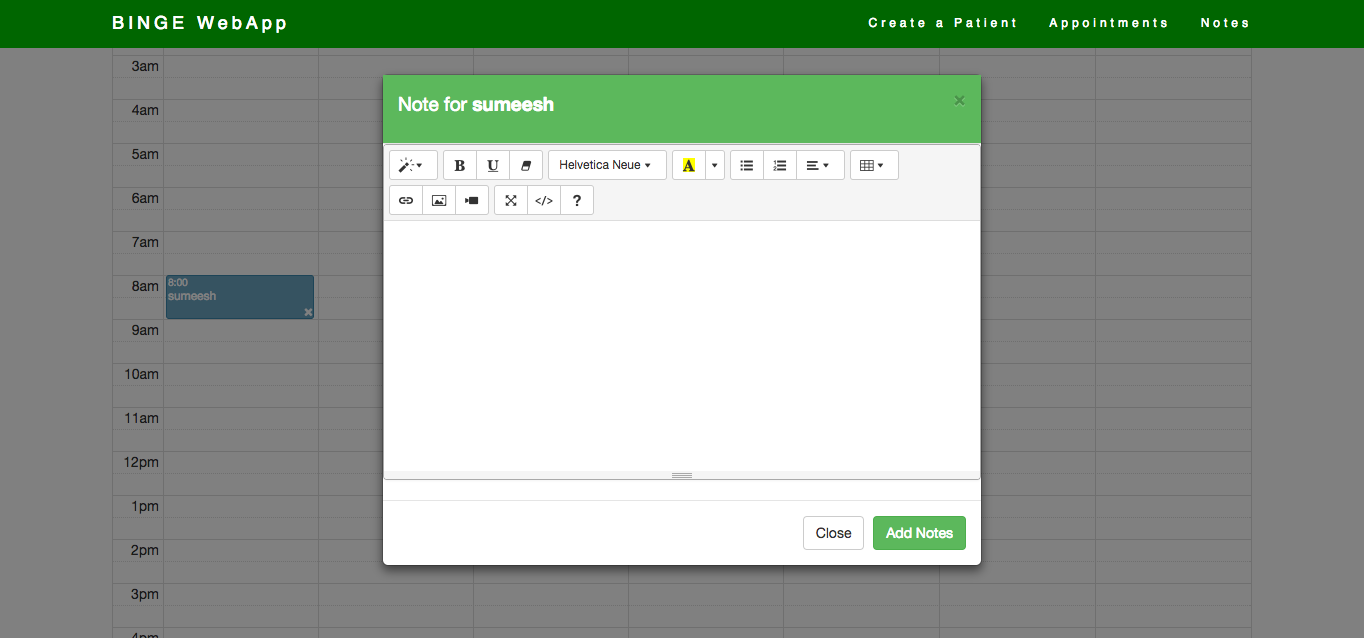 BINGE WebApp
Create a Patient Appointments Notes
3am
4am
5am
6am
7am
8am
8:00
sumeesh
×
9am
10am
11am
12pm
1pm
2pm
3pm
4pm
Note for sumeesh
×
B U Helvetica Neue A
</> ?
Close Add Notes